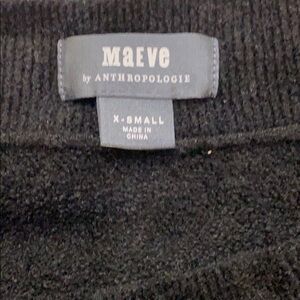 MAEVE
by ANTHROPOLOGIE
X-SMALL
MADE IN
CHINA